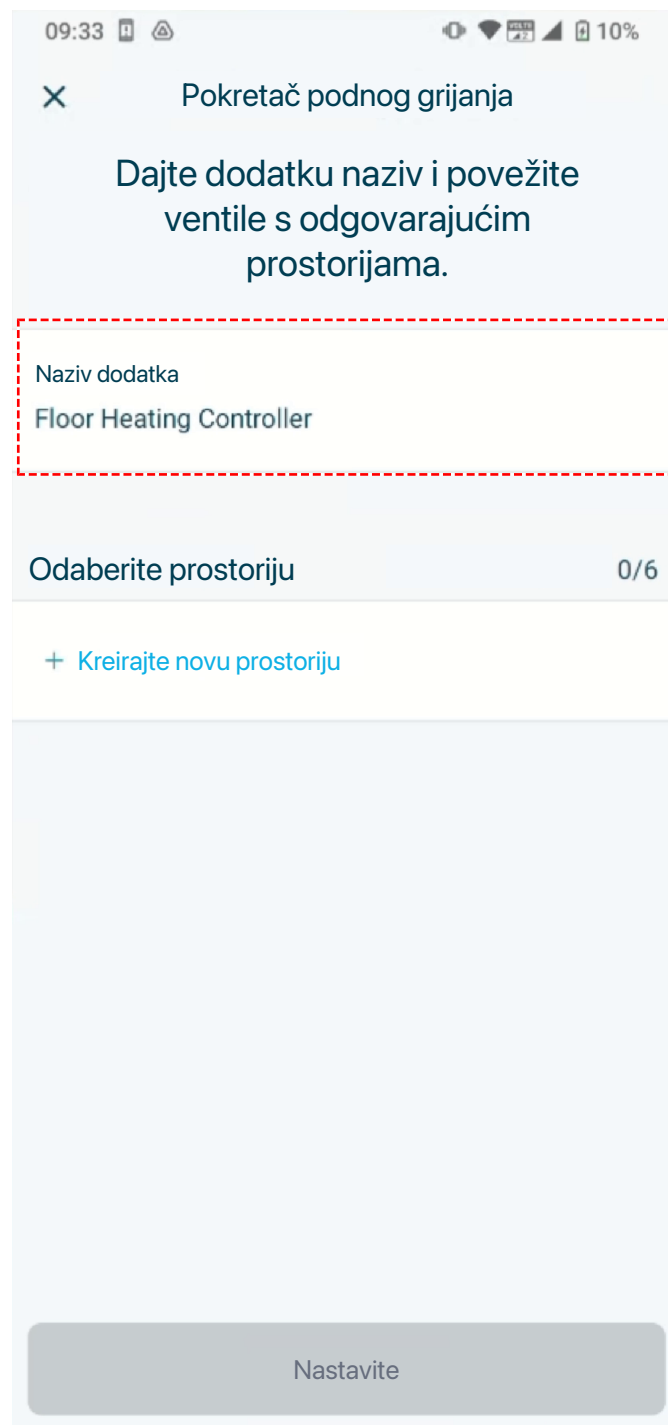 09:33 10%
Pokretač podnog grijanja
Dajte dodatku naziv i povežite
ventile s odgovarajućim
prostorijama.
Naziv dodatka
Floor Heating Controller
Odaberite prostoriju 0/6
+ Kreirajte novu prostoriju
Nastavite